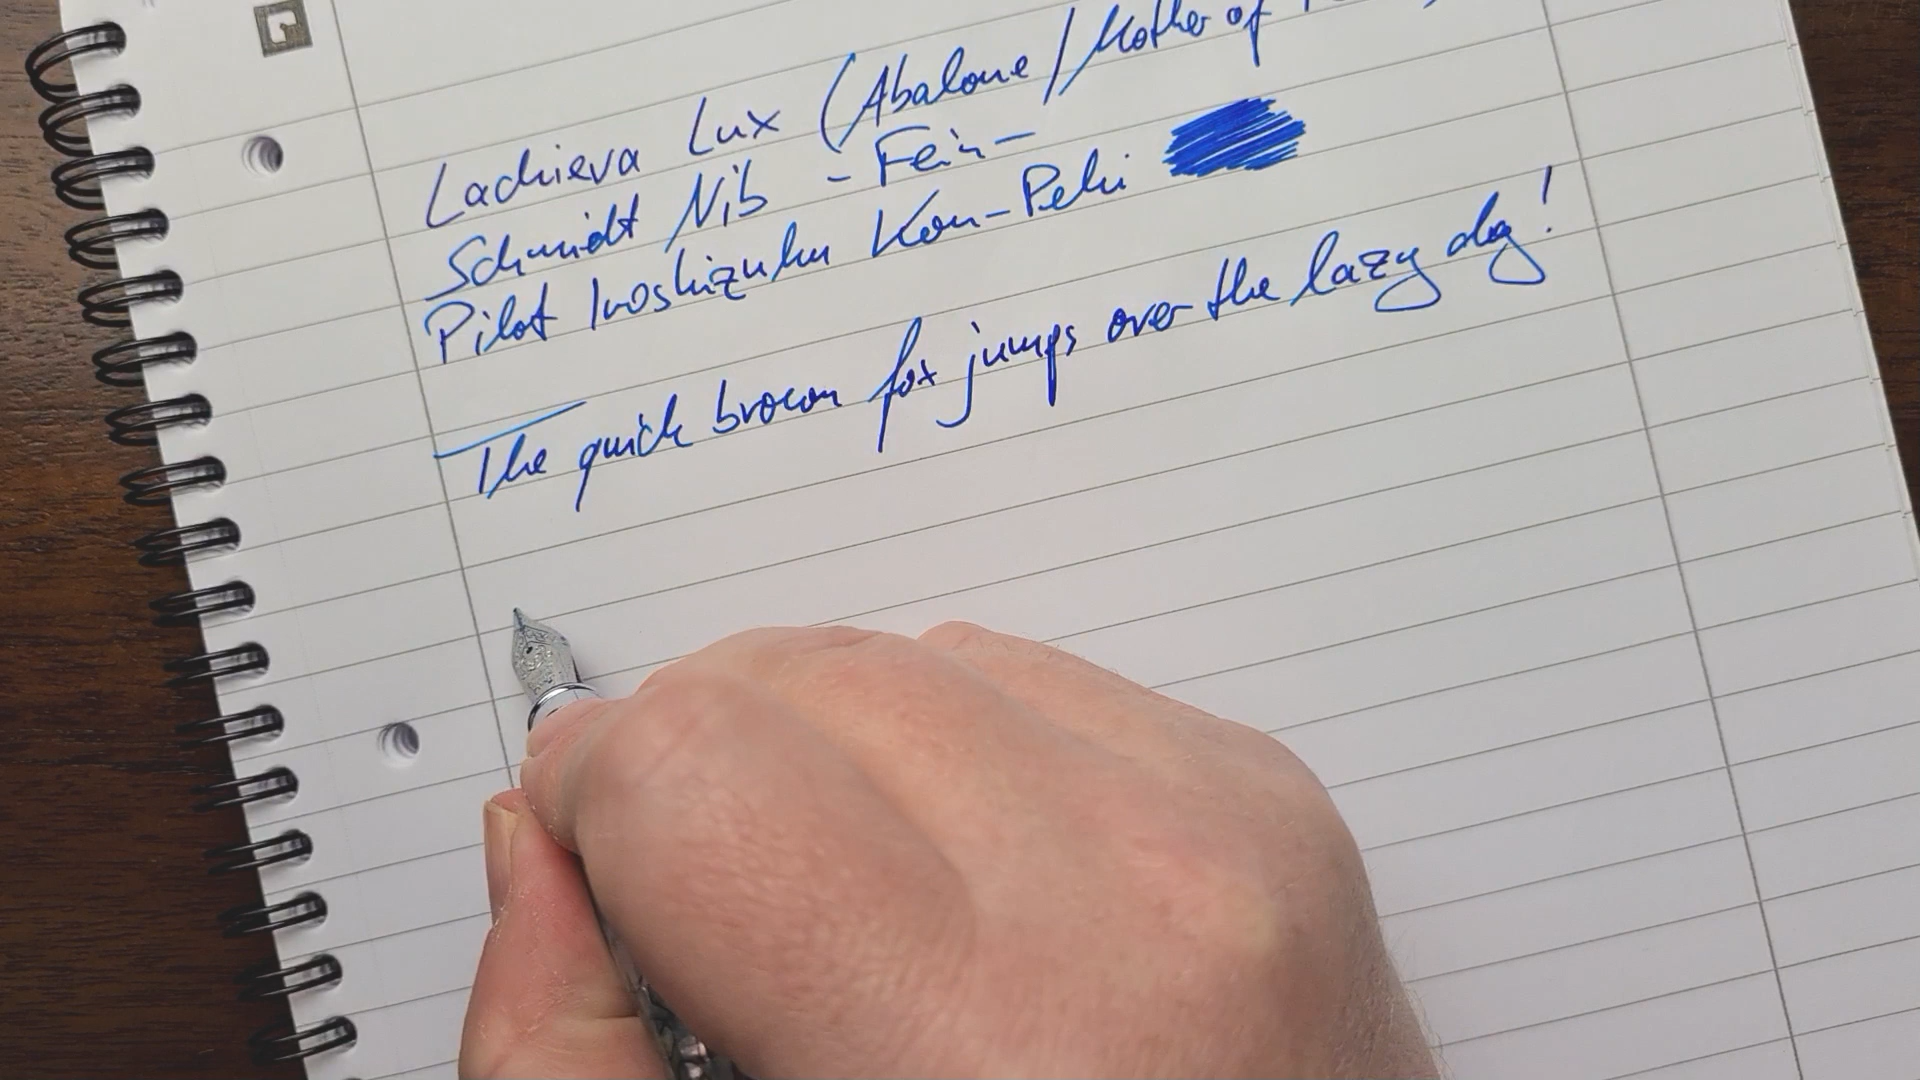 Lachieva Lux (Abalone / Mother of
Schmidt Nib - Fein -
Pilot Iroshizuku Kon-Peki
The quick brown fox jumps over the lazy dog!